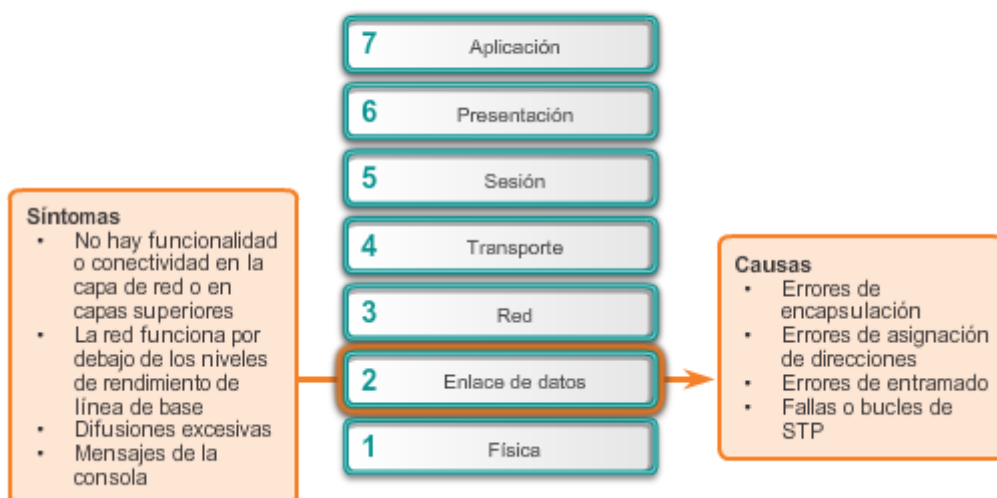 7 Aplicación
6 Presentación
5 Sesión
4 Transporte
3 Red
2 Enlace de datos
1 Física
Síntomas
• No hay funcionalidad
o conectividad en la
capa de red o en
capas superiores
• La red funciona por
debajo de los niveles
de rendimiento de
línea de base
• Difusiones excesivas
• Mensajes de la
consola
Causas
• Errores de
encapsulación
• Errores de asignación
de direcciones
• Errores de entramado
• Fallas o bucles de
STP